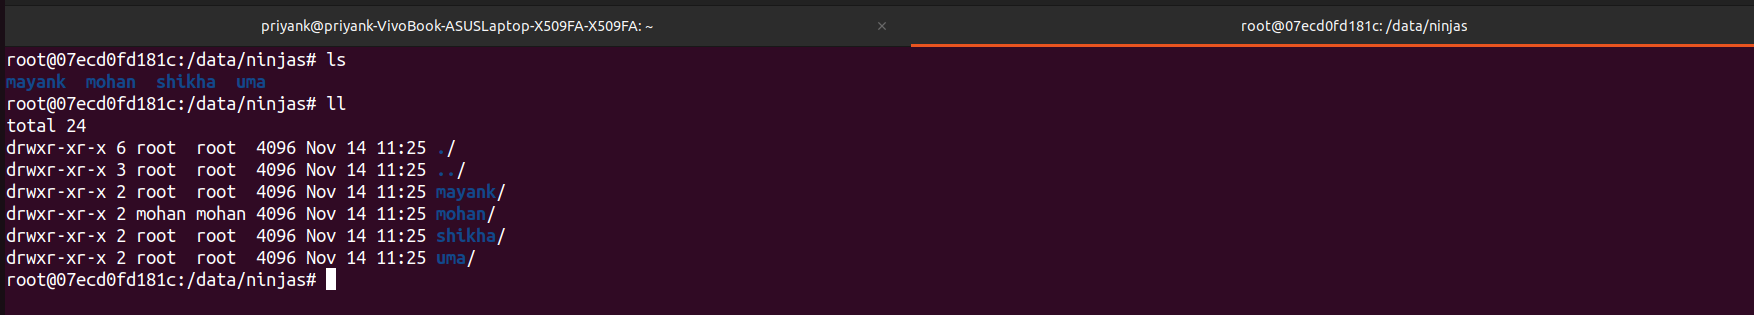 priyank@priyank-VivoBook-ASUSLaptop-X509FA-X509FA: ~ × root@07ecd0fd181c: /data/ninjas
root@07ecd0fd181c:/data/ninjas# ls
mayank  mohan  shikha  uma
root@07ecd0fd181c:/data/ninjas# ll
total 24
drwxr-xr-x 6 root  root  4096 Nov 14 11:25 ./
drwxr-xr-x 3 root  root  4096 Nov 14 11:25 ../
drwxr-xr-x 2 root  root  4096 Nov 14 11:25 mayank/
drwxr-xr-x 2 mohan mohan 4096 Nov 14 11:25 mohan/
drwxr-xr-x 2 root  root  4096 Nov 14 11:25 shikha/
drwxr-xr-x 2 root  root  4096 Nov 14 11:25 uma/
root@07ecd0fd181c:/data/ninjas#